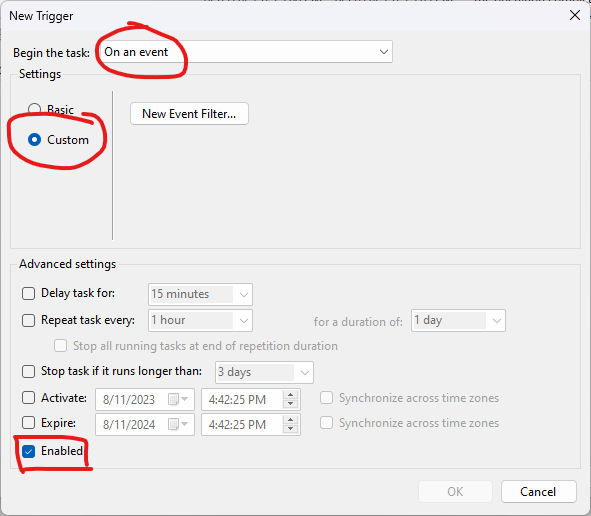 New Trigger
Begin the task: On an event
Settings
Basic
Custom
New Event Filter...
Advanced settings
Delay task for: 15 minutes
Repeat task every: 1 hour for a duration of: 1 day
Stop all running tasks at end of repetition duration
Stop task if it runs longer than: 3 days
Activate: 8/11/2023 4:42:25 PM Synchronize across time zones
Expire: 8/11/2024 4:42:25 PM Synchronize across time zones
Enabled
OK Cancel